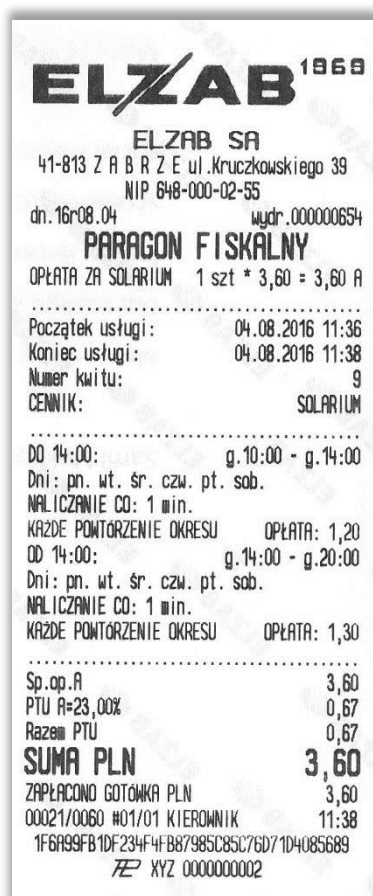 ELZAB 1969
ELZAB SA
41-813 Z A B R Z E ul.Kruczkowskiego 39
NIP 648-000-02-55
dn.16r08.04 wydr.000000654
PARAGON FISKALNY
OPŁATA ZA SOLARIUM 1 szt * 3,60 = 3,60 A
Początek usługi: 04.08.2016 11:36
Koniec usługi: 04.08.2016 11:38
Numer kwitu: 9
CENNIK: SOLARIUM
DO 14:00: g.10:00 - g.14:00
Dni: pn. wt. śr. czw. pt. sob.
NALICZANIE CO: 1 min.
KAŻDE POWTÓRZENIE OKRESU OPŁATA: 1,20
OD 14:00: g.14:00 - g.20:00
Dni: pn. wt. śr. czw. pt. sob.
NALICZANIE CO: 1 min.
KAŻDE POWTÓRZENIE OKRESU OPŁATA: 1,30
Sp.op.A 3,60
PTU A=23,00% 0,67
Razem PTU 0,67
SUMA PLN 3,60
ZAPŁACONO GOTÓWKA PLN 3,60
00021/0060 #01/01 KIEROWNIK 11:38
1F6A99FB1DF234F4FB87985C85C76D71D4085689
XYZ 0000000002